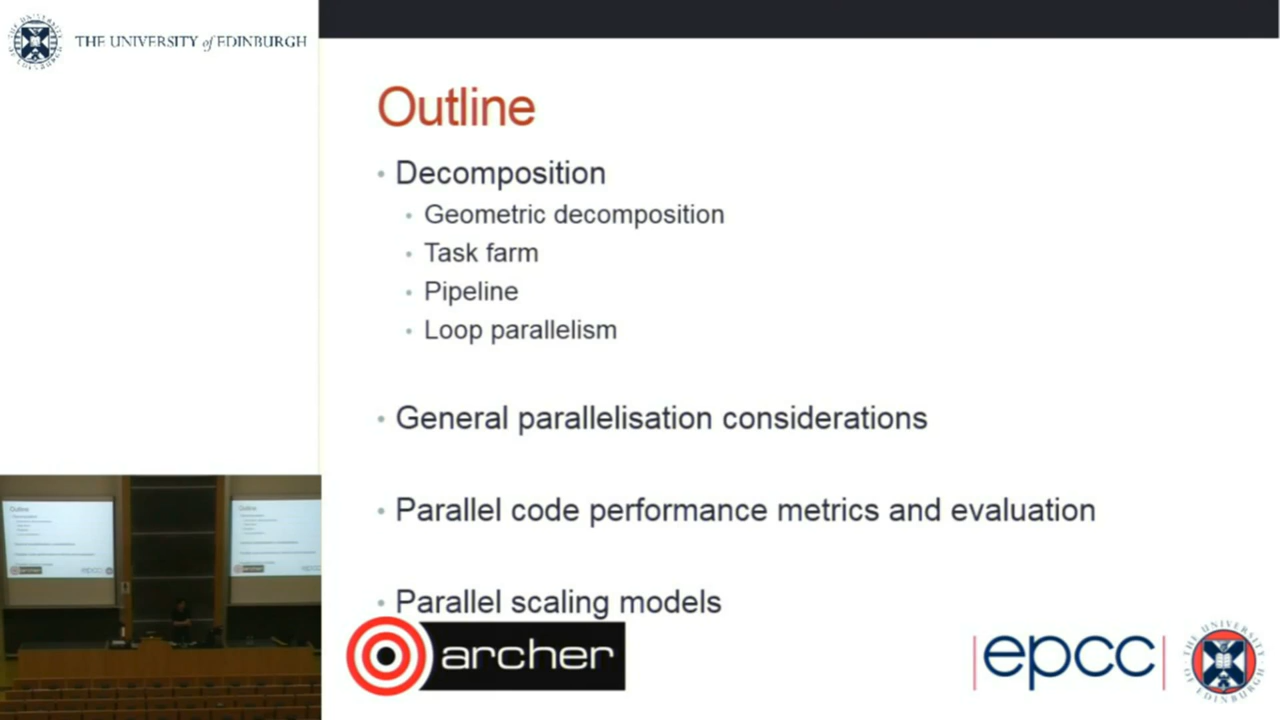 THE UNIVERSITY of EDINBURGH
Outline
• Decomposition
• Geometric decomposition
• Task farm
• Pipeline
• Loop parallelism
• General parallelisation considerations
• Parallel code performance metrics and evaluation
• Parallel scaling models
archer
|epcc|